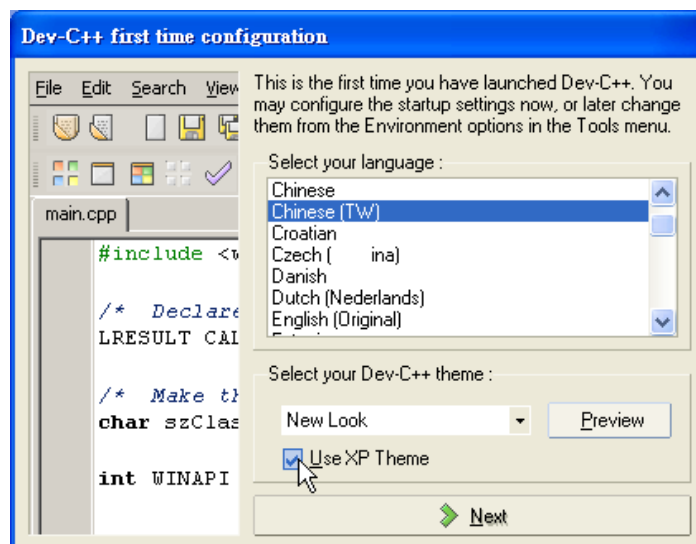 Dev-C++ first time configuration
File Edit Search View
main.cpp
#include <w
/* Declare
LRESULT CAL
/* Make th
char szClas
int WINAPI
This is the first time you have launched Dev-C++. You
may configure the startup settings now, or later change
them from the Environment options in the Tools menu.
Select your language :
Chinese
Chinese (TW)
Croatian
Czech ( ina)
Danish
Dutch (Nederlands)
English (Original)
Select your Dev-C++ theme :
New Look
Preview
Use XP Theme
Next